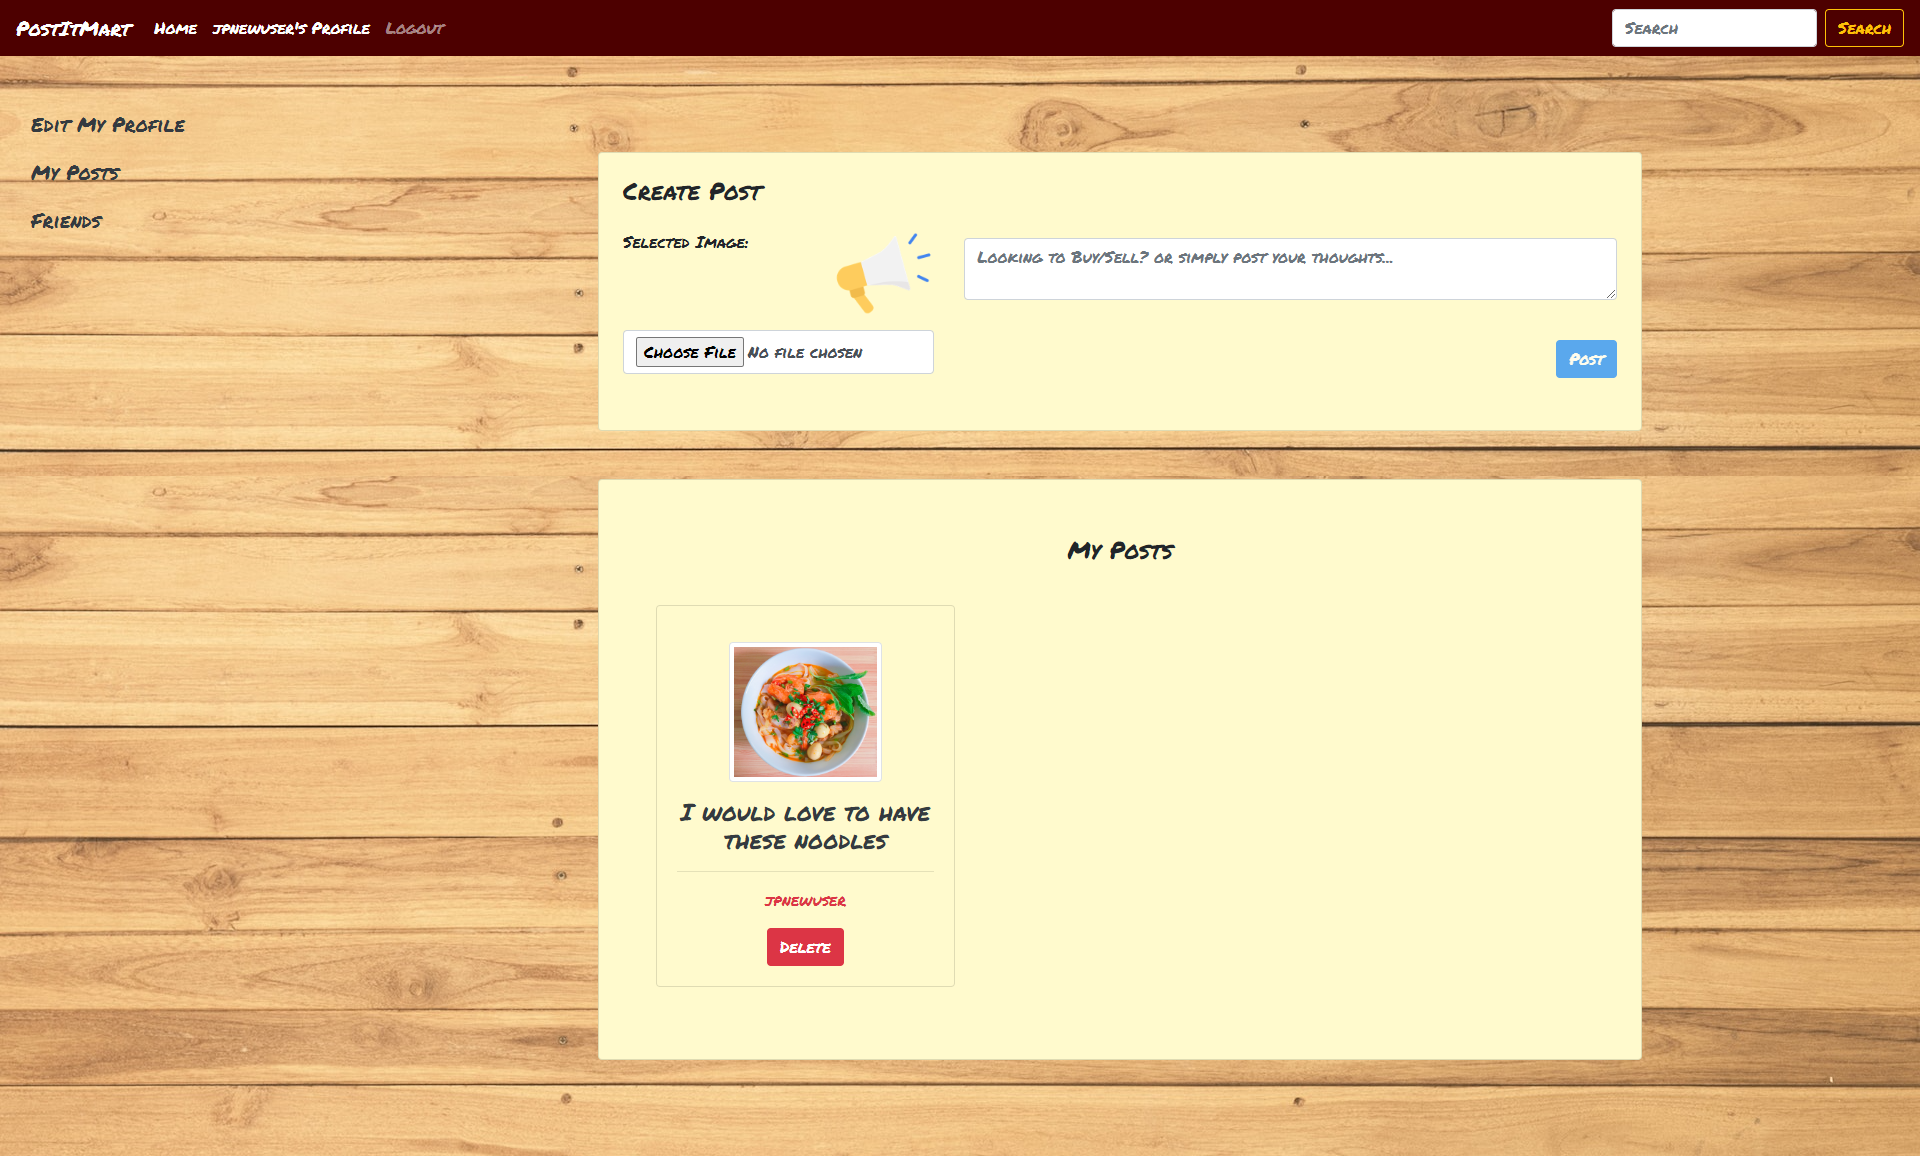 PostItMart Home jpnewuser's Profile Logout Search Search
Edit My Profile
My Posts
Friends
Create Post
Selected Image:
Looking to Buy/Sell? or simply post your thoughts...
Choose File No file chosen
Post
My Posts
I would love to have
these noodles
jpnewuser
Delete